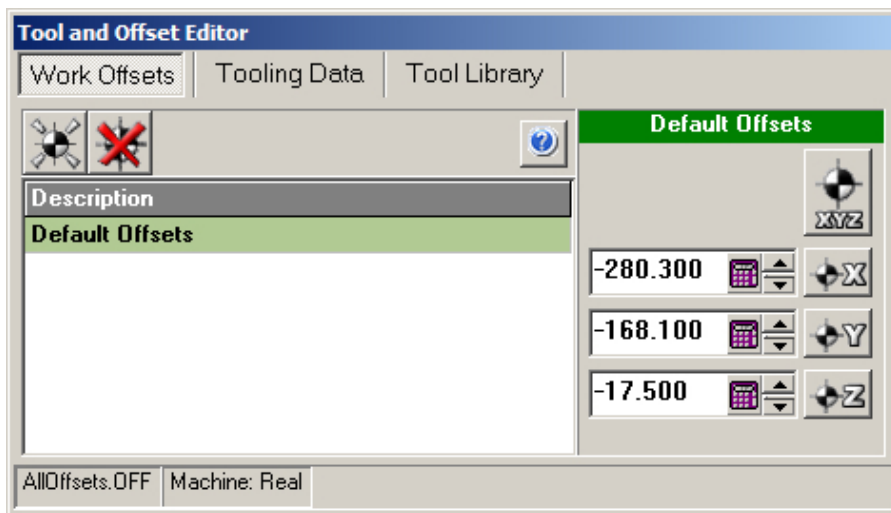 Tool and Offset Editor
Work Offsets Tooling Data Tool Library
Default Offsets
?
XYZ
Description
Default Offsets
-280.300 X
-168.100 Y
-17.500 Z
AllOffsets.OFF Machine: Real